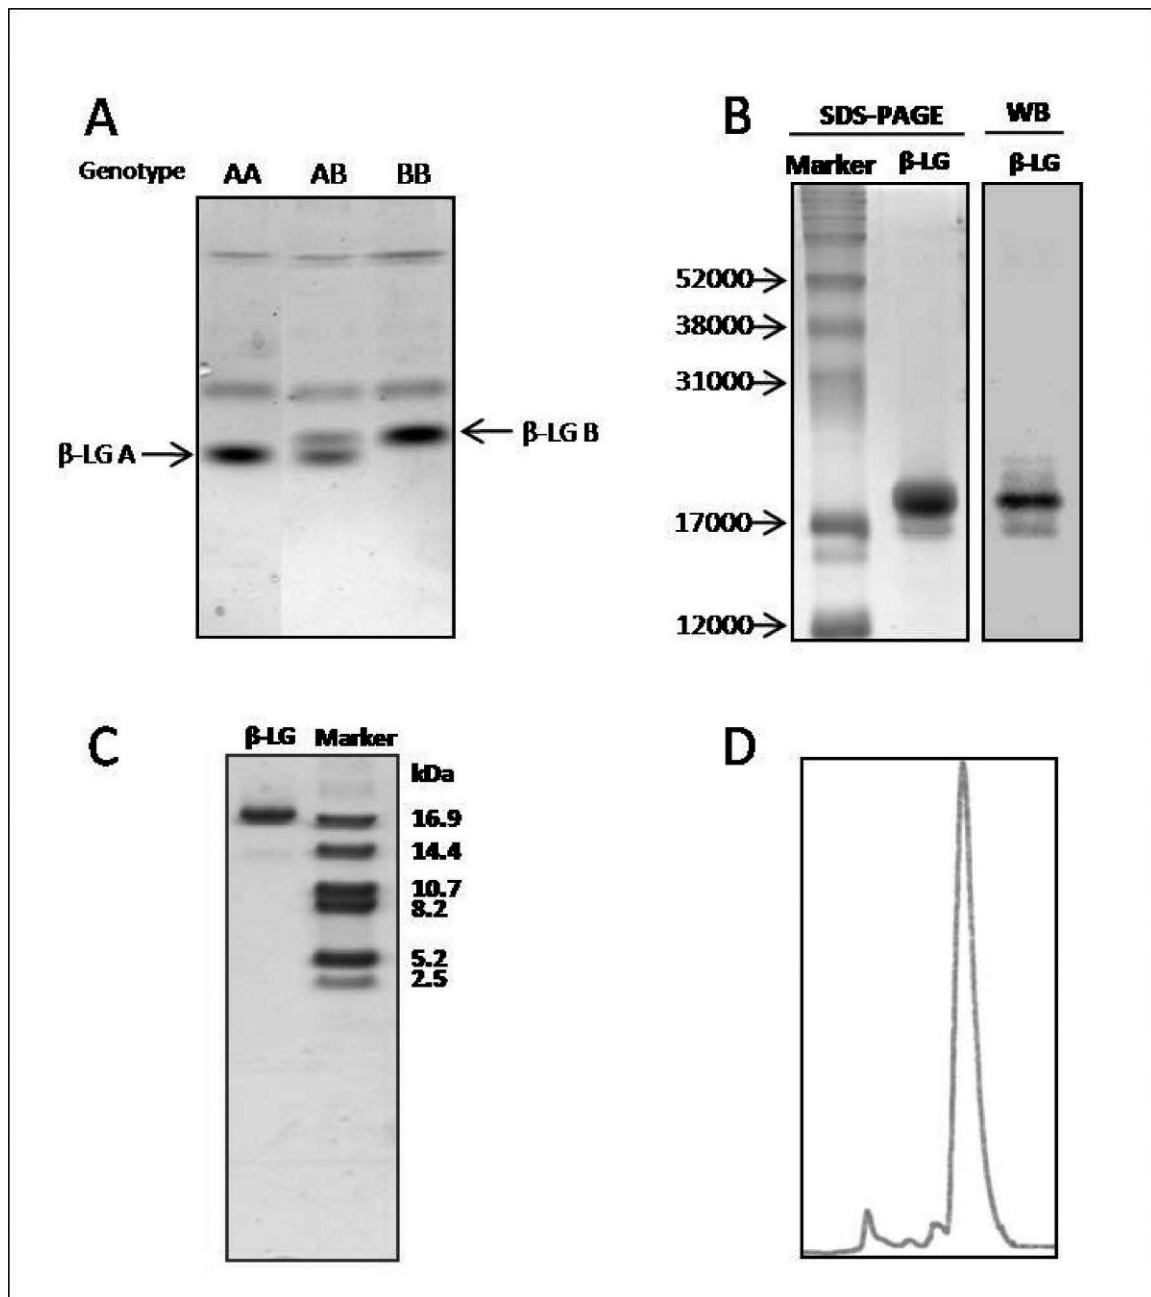 A
Genotype AA AB BB
β-LG A
β-LG B
B
SDS-PAGE WB
Marker β-LG β-LG
52000
38000
31000
17000
12000
C
β-LG Marker
kDa
16.9
14.4
10.7
8.2
5.2
2.5
D